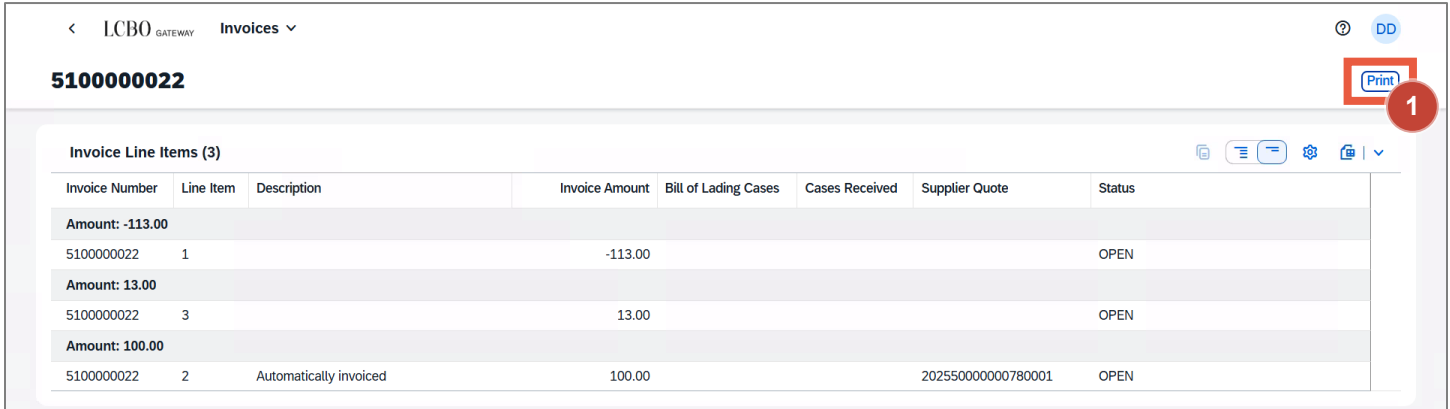 LCBO GATEWAY Invoices DD
5100000022 Print
1
Invoice Line Items (3)
Invoice Number Line Item Description Invoice Amount Bill of Lading Cases Cases Received Supplier Quote Status
Amount: -113.00
5100000022 1 -113.00 OPEN
Amount: 13.00
5100000022 3 13.00 OPEN
Amount: 100.00
5100000022 2 Automatically invoiced 100.00 202550000000780001 OPEN